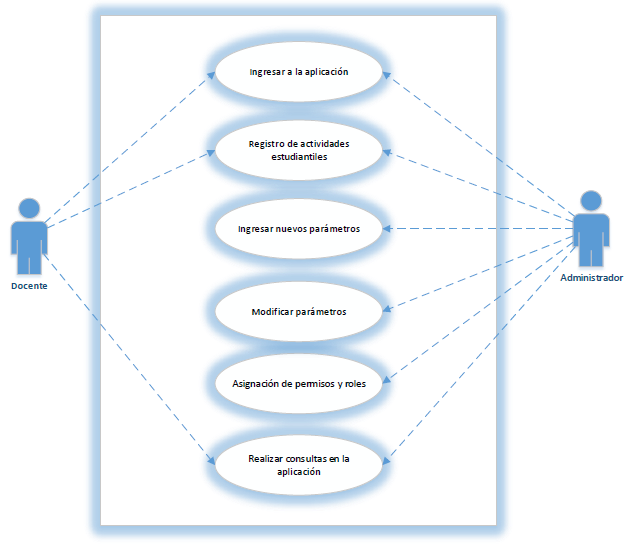 Ingresar a la aplicación
Registro de actividades
estudiantiles
Ingresar nuevos parámetros
Docente
Administrador
Modificar parámetros
Asignación de permisos y roles
Realizar consultas en la
aplicación